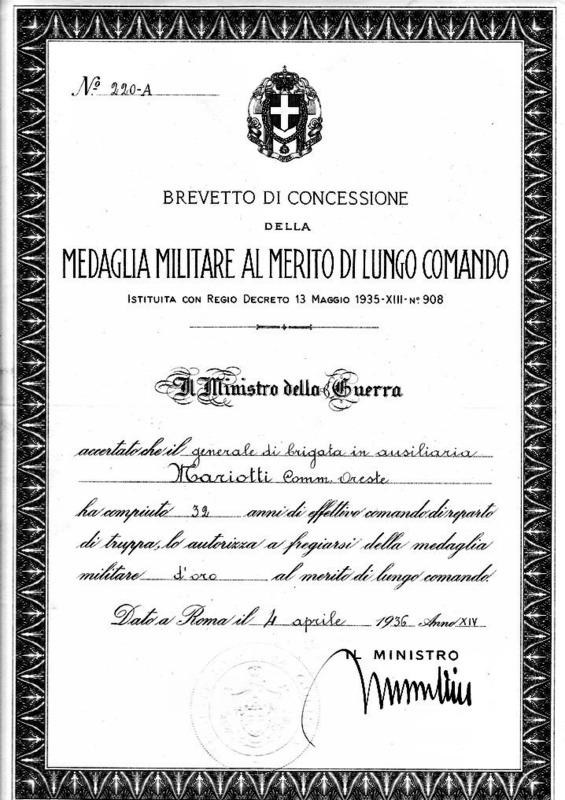 Nº 220-A
BREVETTO DI CONCESSIONE
DELLA
MEDAGLIA MILITARE AL MERITO DI LUNGO COMANDO
ISTITUITA CON REGIO DECRETO 13 MAGGIO 1935-XIII-Nº 908
Il Ministro della Guerra
accertato che il generale di brigata in ausiliaria
Mariotti Comm. Oreste
ha compiuto 32 anni di effettivo comando di reparto
di truppa, lo autorizza a fregiarsi della medaglia
militare d'oro al merito di lungo comando.
Dato a Roma il 4 aprile 1936 Anno XIV
IL MINISTRO